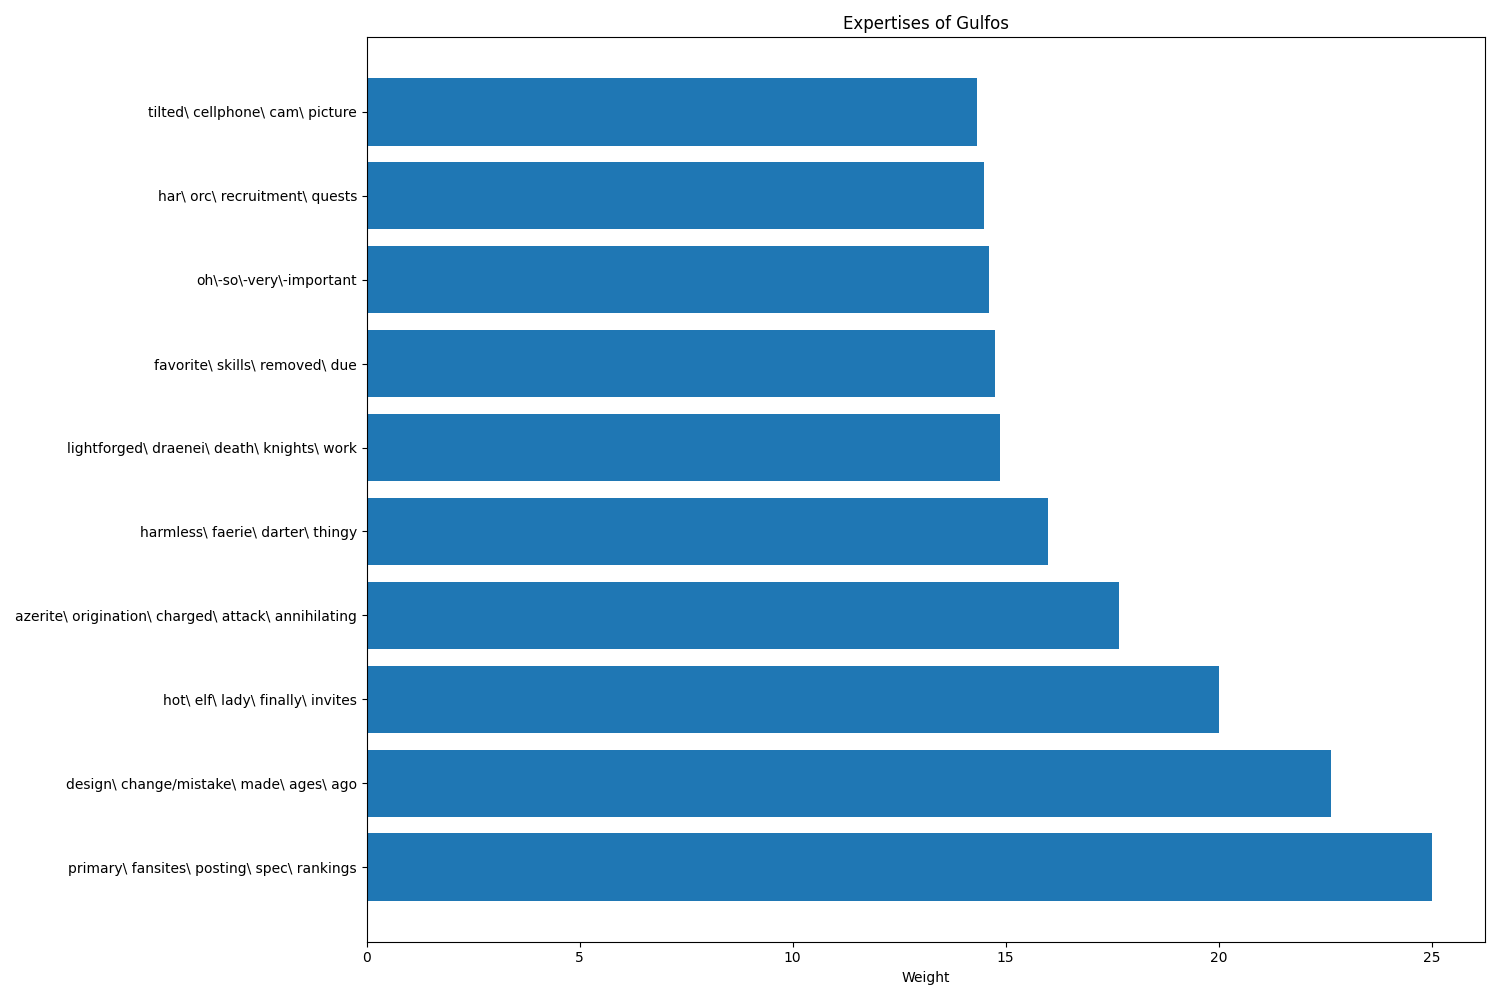 Expertises of Gulfos
tilted\ cellphone\ cam\ picture
har\ orc\ recruitment\ quests
oh\-so\-very\-important
favorite\ skills\ removed\ due
lightforged\ draenei\ death\ knights\ work
harmless\ faerie\ darter\ thingy
azerite\ origination\ charged\ attack\ annihilating
hot\ elf\ lady\ finally\ invites
design\ change/mistake\ made\ ages\ ago
primary\ fansites\ posting\ spec\ rankings
0 5 10 15 20 25
Weight